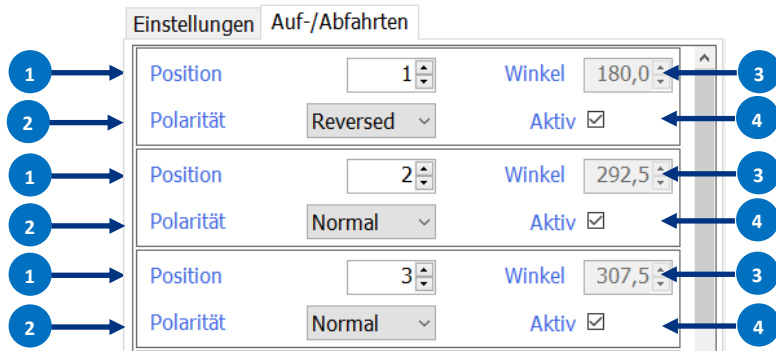 Einstellungen Auf-/Abfahrten
1 Position 1 Winkel 180,0 3
2 Polarität Reversed Aktiv 4
1 Position 2 Winkel 292,5 3
2 Polarität Normal Aktiv 4
1 Position 3 Winkel 307,5 3
2 Polarität Normal Aktiv 4